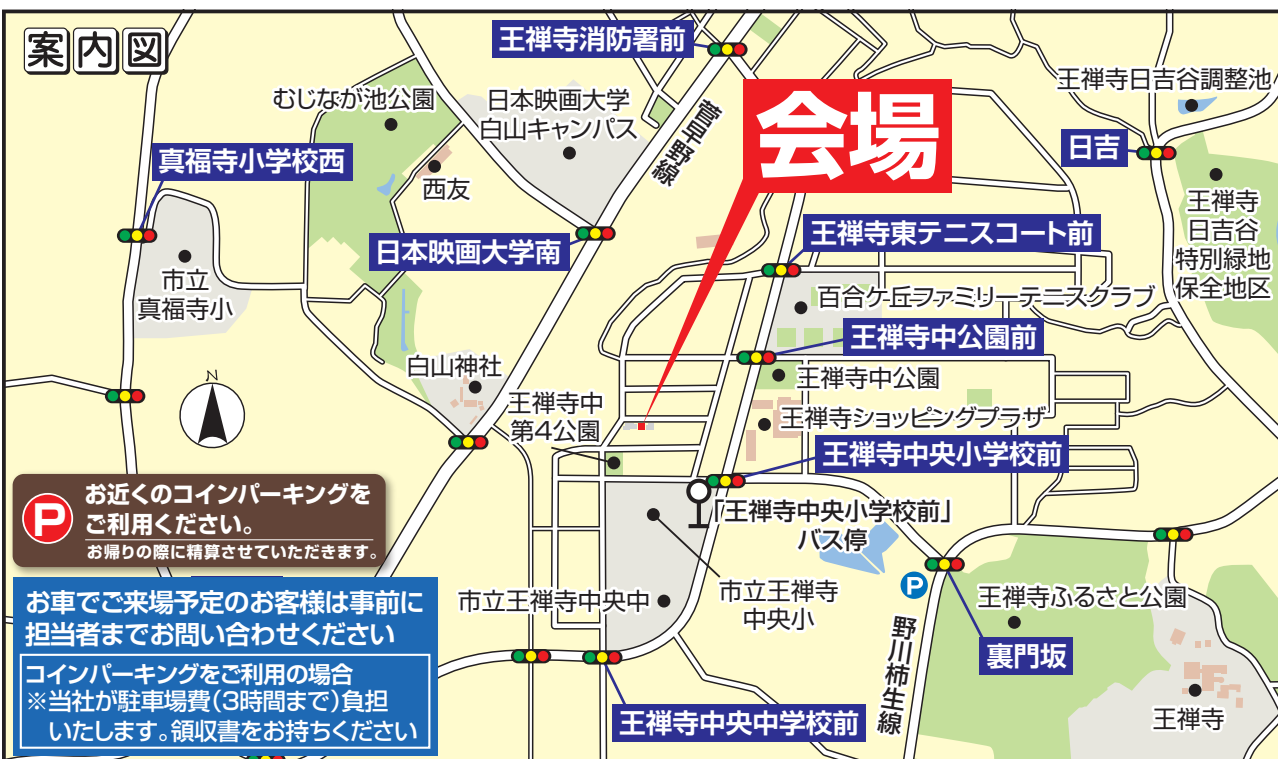 案内図
王禅寺消防署前
むじなが池公園
日本映画大学
白山キャンパス
菅早野線
会場
王禅寺日吉谷調整池
日吉
真福寺小学校西
西友
王禅寺
日吉谷
特別緑地
保全地区
日本映画大学南
王禅寺東テニスコート前
市立
真福寺小
百合ケ丘ファミリーテニスクラブ
王禅寺中公園前
白山神社
王禅寺中公園
N
王禅寺中
第4公園
王禅寺ショッピングプラザ
王禅寺中央小学校前
P
お近くのコインパーキングを
ご利用ください。
お帰りの際に精算させていただきます。
「王禅寺中央小学校前」
バス停
お車でご来場予定のお客様は事前に
担当者までお問い合わせください
コインパーキングをご利用の場合
※当社が駐車場費(3時間まで)負担
いたします。領収書をお持ちください
市立王禅寺中央中
市立王禅寺
中央小
P
王禅寺ふるさと公園
野川柿生線
裏門坂
王禅寺中央中学校前
王禅寺